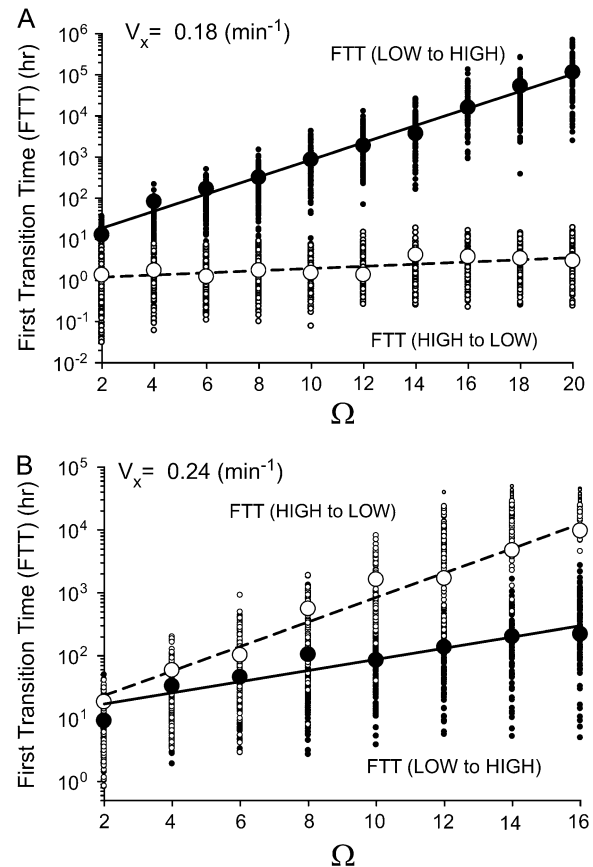 A
Vₓ= 0.18 (min⁻¹)
FTT (LOW to HIGH)
First Transition Time (FTT) (hr)
10⁶
10⁵
10⁴
10³
10²
10¹
10⁰
10⁻¹
10⁻²
FTT (HIGH to LOW)
2 4 6 8 10 12 14 16 18 20
Ω
B
Vₓ= 0.24 (min⁻¹)
FTT (HIGH to LOW)
First Transition Time (FTT) (hr)
10⁵
10⁴
10³
10²
10¹
10⁰
FTT (LOW to HIGH)
2 4 6 8 10 12 14 16
Ω